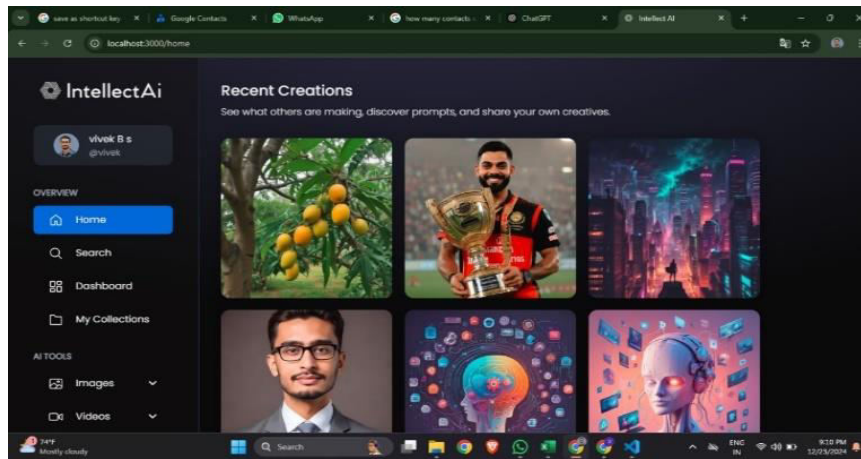 save as shortcut key
Google Contacts
WhatsApp
how many contacts
ChatGPT
Intellect AI
localhost:3000/home
IntellectAi
vivek B s
@vivek
OVERVIEW
Home
Search
Dashboard
My Collections
AI TOOLS
Images
Videos
Recent Creations
See what others are making, discover prompts, and share your own creatives.
74°F
Mostly cloudy
Search
ENG
IN
9:10 PM
12/23/2024